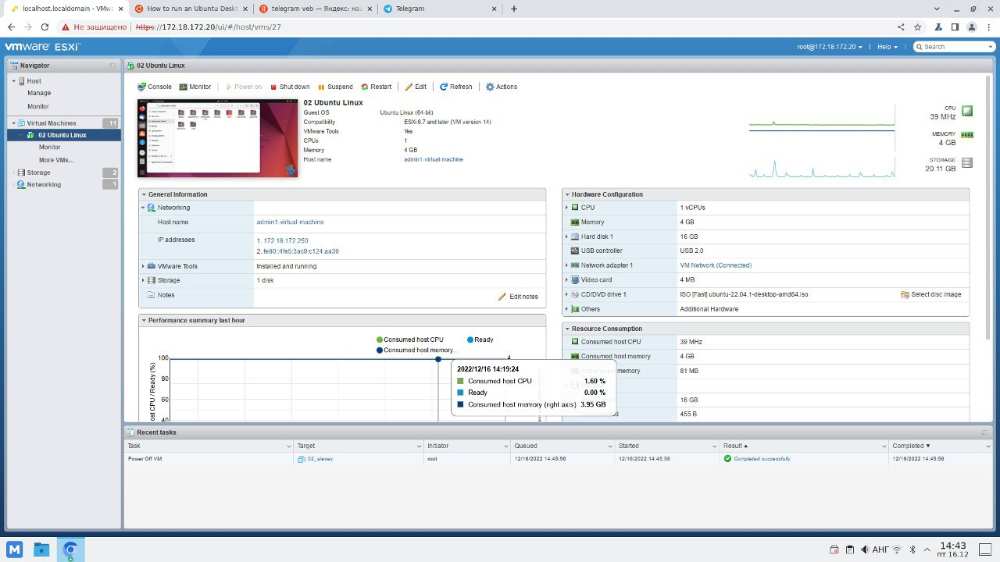 localhost.localdomain - VMwa
How to run an Ubuntu Deskt
telegram veb — Яндекс: наш
Telegram
Не защищено
https://172.18.172.20/ui/#/host/vms/27
vmware ESXi
root@172.18.172.20
Help
Search
Navigator
Host
Manage
Monitor
Virtual Machines 11
02 Ubuntu Linux
Monitor
More VMs...
Storage 2
Networking 1
02 Ubuntu Linux
Console Monitor Power on Shut down Suspend Restart Edit Refresh Actions
02 Ubuntu Linux
Guest OS Ubuntu Linux (64-bit)
Compatibility ESXi 6.7 and later (VM version 14)
VMware Tools Yes
CPUs 1
Memory 4 GB
Host name admin1-virtual-machine
CPU
39 MHz
MEMORY
4 GB
STORAGE
20.11 GB
General Information
Networking
Host name admin1-virtual-machine
IP addresses 1. 172.18.172.250
2. fe80::4fe5:3ac9:c124:aa39
VMware Tools Installed and running
Storage 1 disk
Notes Edit notes
Performance summary last hour
Consumed host CPU Ready
Consumed host memory...
100 4
80
60
40
ost CPU / Ready (%)
2022/12/16 14:19:24
Consumed host CPU 1.60 %
Ready 0.00 %
Consumed host memory (right axis) 3.95 GB
Hardware Configuration
CPU 1 vCPUs
Memory 4 GB
Hard disk 1 16 GB
USB controller USB 2.0
Network adapter 1 VM Network (Connected)
Video card 4 MB
CD/DVD drive 1 ISO [Fast] ubuntu-22.04.1-desktop-amd64.iso Select disc image
Others Additional Hardware
Resource Consumption
Consumed host CPU 39 MHz
Consumed host memory 4 GB
Active guest memory 81 MB
16 GB
455 B
Recent tasks
Task Target Initiator Queued Started Result Completed
Power Off VM 02_alexey root 12/16/2022 14:45:56 12/16/2022 14:45:56 Completed successfully 12/16/2022 14:45:56
АНГ
14:43
пт 16.12